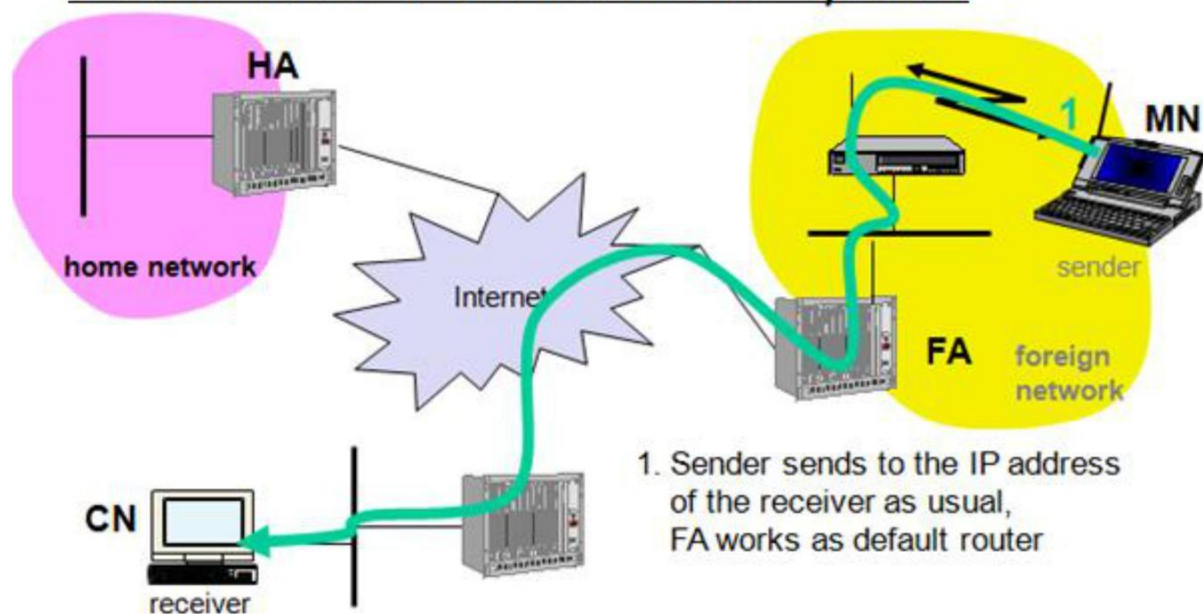 HA
1
MN
home network
Internet
sender
FA
foreign
network
1. Sender sends to the IP address
of the receiver as usual,
FA works as default router
CN
receiver